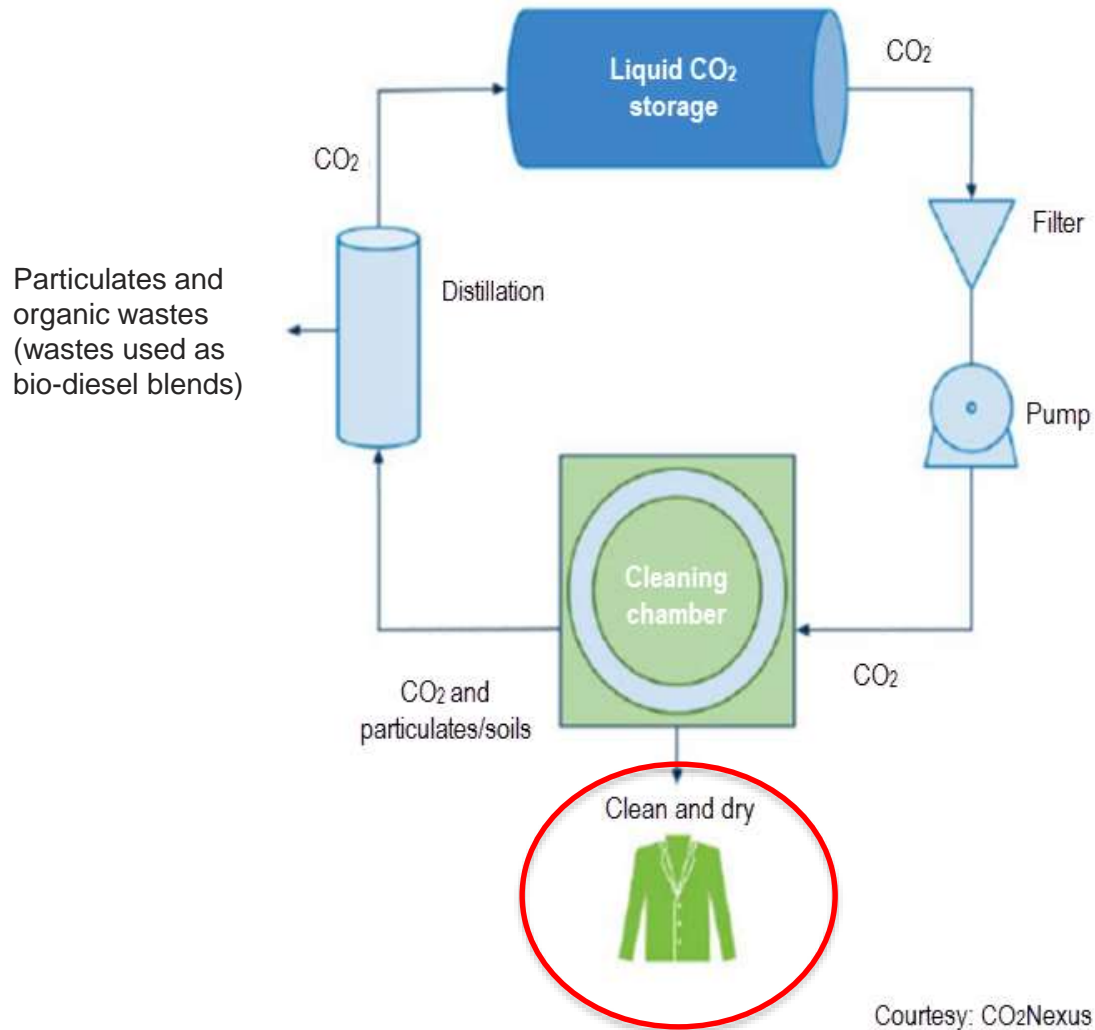 Liquid CO₂
storage
CO₂
CO₂
Filter
Particulates and
organic wastes
(wastes used as
bio-diesel blends)
Distillation
Pump
Cleaning
chamber
CO₂
CO₂ and
particulates/soils
Clean and dry
Courtesy: CO₂Nexus